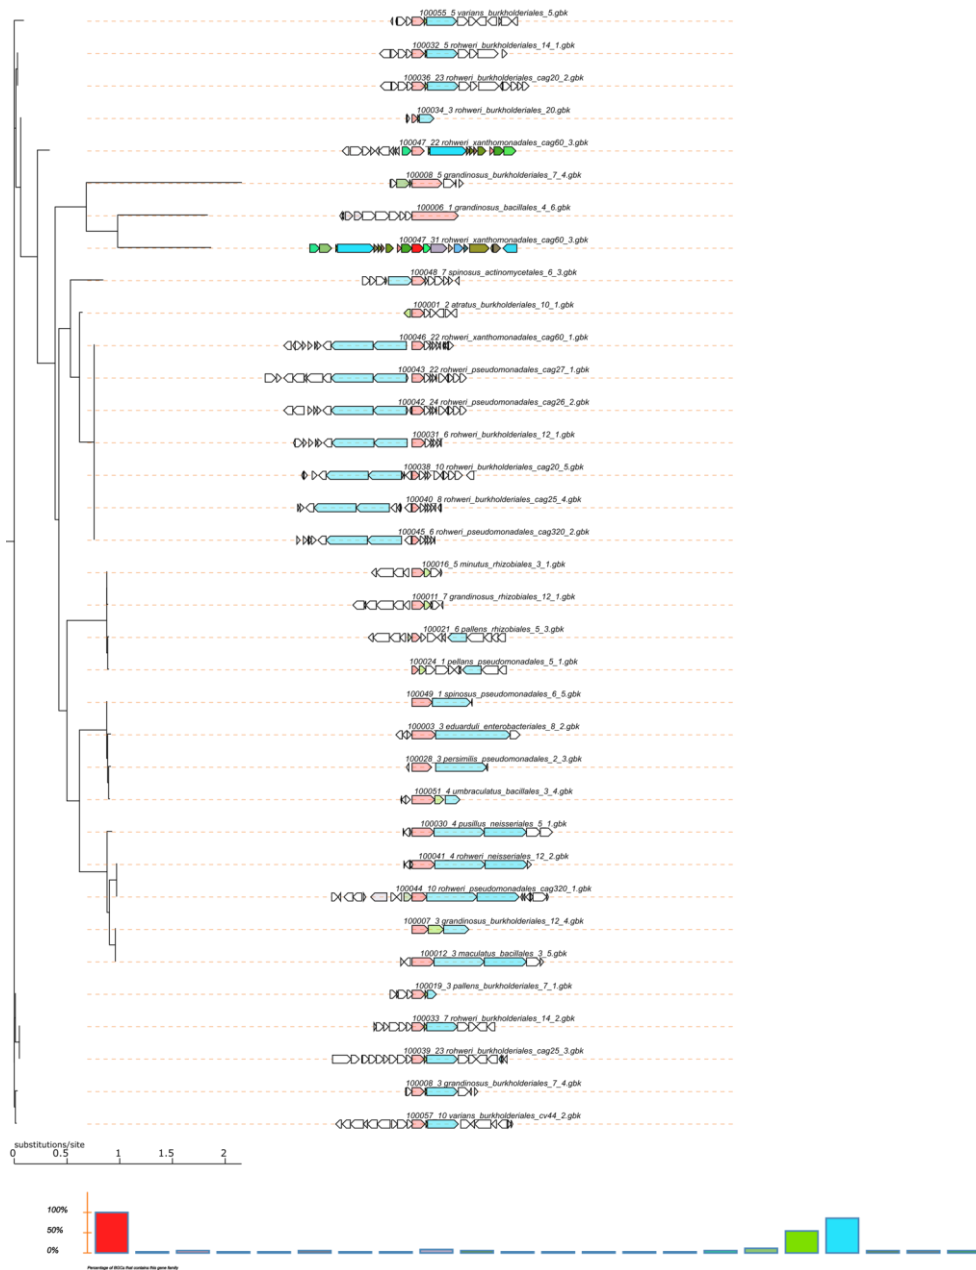 100055_5 varians_burkholderiales_5.gbk
100032_5 rohweri_burkholderiales_14_1.gbk
100036_23 rohweri_burkholderiales_cag20_2.gbk
100034_3 rohweri_burkholderiales_20.gbk
100047_22 rohweri_xanthomonadales_cag60_3.gbk
100008_5 grandinosus_burkholderiales_7_4.gbk
100006_1 grandinosus_bacillales_4_6.gbk
100047_31 rohweri_xanthomonadales_cag60_3.gbk
100048_7 spinosus_actinomycetales_6_3.gbk
100001_2 atratus_burkholderiales_10_1.gbk
100046_22 rohweri_xanthomonadales_cag60_1.gbk
100043_22 rohweri_pseudomonadales_cag27_1.gbk
100042_24 rohweri_pseudomonadales_cag26_2.gbk
100031_6 rohweri_burkholderiales_12_1.gbk
100038_10 rohweri_burkholderiales_cag20_5.gbk
100040_8 rohweri_burkholderiales_cag25_4.gbk
100045_6 rohweri_pseudomonadales_cag320_2.gbk
100016_5 minutus_rhizobiales_3_1.gbk
100011_7 grandinosus_rhizobiales_12_1.gbk
100021_6 pallens_rhizobiales_5_3.gbk
100024_1 pellans_pseudomonadales_5_1.gbk
100049_1 spinosus_pseudomonadales_6_5.gbk
100003_3 eduarduli_enterobacteriales_8_2.gbk
100028_3 persimilis_pseudomonadales_2_3.gbk
100051_4 umbraculatus_bacillales_3_4.gbk
100030_4 pusillus_neisseriales_5_1.gbk
100041_4 rohweri_neisseriales_12_2.gbk
100044_10 rohweri_pseudomonadales_cag320_1.gbk
100007_3 grandinosus_burkholderiales_12_4.gbk
100012_3 maculatus_bacillales_3_5.gbk
100019_3 pallens_burkholderiales_7_1.gbk
100033_7 rohweri_burkholderiales_14_2.gbk
100039_23 rohweri_burkholderiales_cag25_3.gbk
100008_3 grandinosus_burkholderiales_7_4.gbk
100057_10 varians_burkholderiales_cv44_2.gbk
substitutions/site
0 0.5 1 1.5 2
100%
50%
0%
Percentage of BGCs that contains this gene family